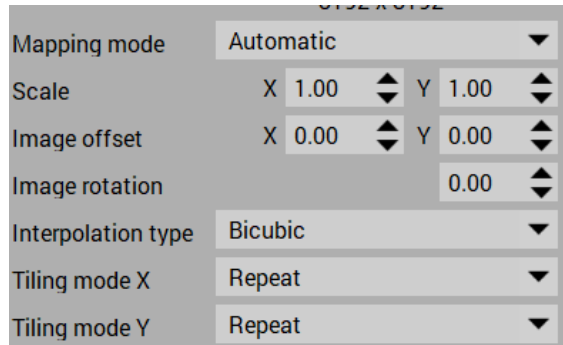 Mapping mode Automatic
Scale X 1.00 Y 1.00
Image offset X 0.00 Y 0.00
Image rotation 0.00
Interpolation type Bicubic
Tiling mode X Repeat
Tiling mode Y Repeat